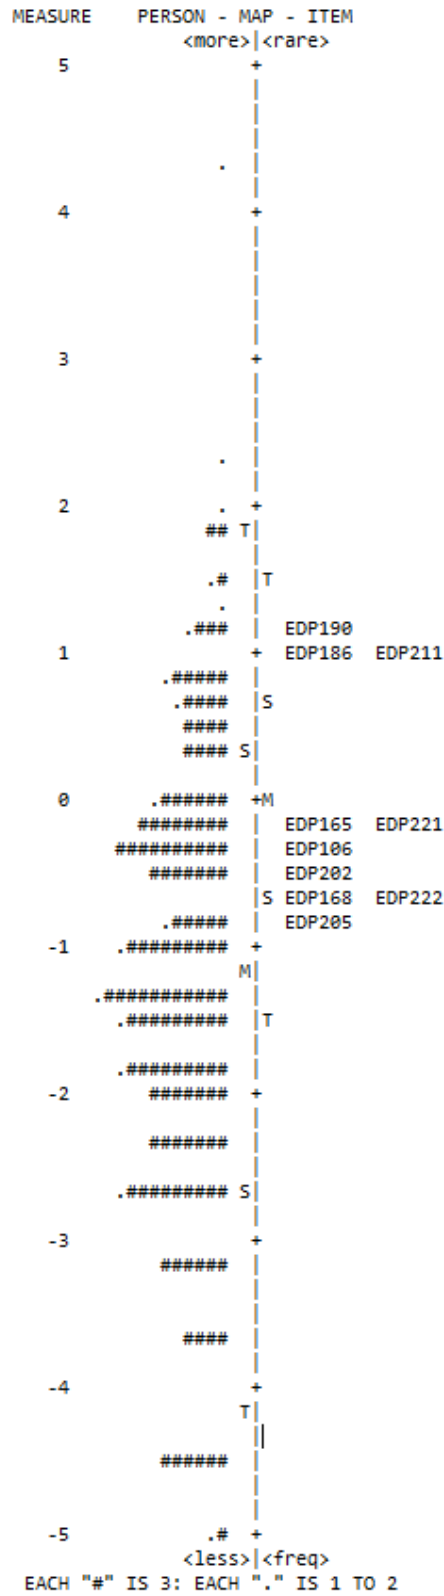 MEASURE    PERSON - MAP - ITEM
               <more>|<rare>
    5                +
                     |
                     |
                     |
                  .  |
                     |
    4                +
                     |
                     |
                     |
                     |
                     |
    3                +
                     |
                     |
                     |
                  .  |
                     |
    2             .  +
                 ## T|
                     |
                 .#  |T
                  .  |
               .###  |  EDP190
    1                +  EDP186  EDP211
             .#####  |
              .####  |S
               ####  |
               #### S|
                     |
    0       .######  +M
           ########  |  EDP165  EDP221
         ##########  |  EDP106
            #######  |  EDP202
                     |S EDP168  EDP222
             .#####  |  EDP205
   -1    .#########  +
                    M|
       .###########  |
         .#########  |T
                     |
         .#########  |
   -2       #######  +
                     |
            #######  |
                     |
         .######### S|
                     |
   -3                +
             ######  |
                     |
                     |
               ####  |
                     |
   -4                +
                    T|
                     ||
             ######  |
                     |
                     |
   -5            .#  +
               <less>|<freq>
 EACH "#" IS 3: EACH "." IS 1 TO 2